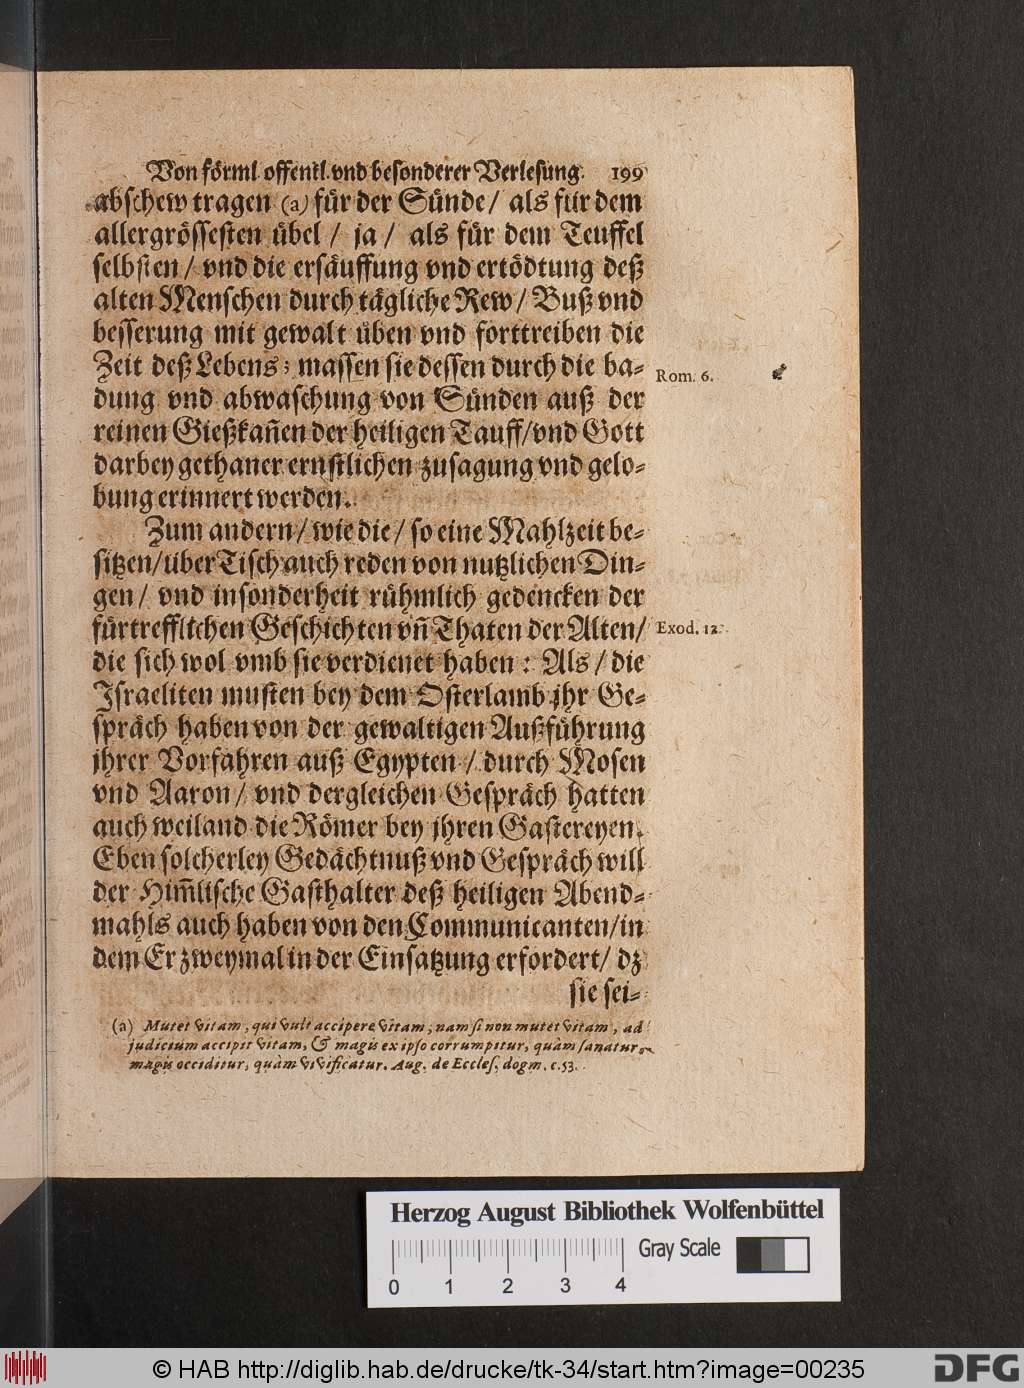 Von förml. offentl. vnd besonderer Verlesung. 199
abschew tragen (a) für der Sünde/ als für dem
allergrössesten übel / ja / als für dem Teuffel
selbsten/ vnd die ersäuffung vnd ertödtung deß
alten Menschen durch tägliche Rew/ Buß vnd
besserung mit gewalt üben vnd forttreiben die
Zeit deß Lebens; massen sie dessen durch die ba-
dung vnd abwaschung von Sünden auß der
reinen Gießkañen der heiligen Tauff/vnd Gott
darbey gethaner ernstlichen zusagung vnd gelo-
bung erinnert werden.
Rom. 6.
Zum andern/ wie die/ so eine Mahlzeit be-
sitzen/über Tisch auch reden von nutzlichen Din-
gen/ vnd insonderheit rühmlich gedencken der
fürtrefflichen Geschichten vñ Thaten der Alten/
Exod. 12.
die sich wol vmb sie verdienet haben: Als/ die
Israeliten musten bey dem Osterlamb jhr Ge-
spräch haben von der gewaltigen Außführung
jhrer Vorfahren auß Egypten/ durch Mosen
vnd Aaron/ vnd dergleichen Gespräch hatten
auch weiland die Römer bey jhren Gastereyen.
Eben solcherley Gedächtnuß vnd Gespräch will
der Him̃lische Gasthalter deß heiligen Abend-
mahls auch haben von den Communicanten/in
dem Er zweymal in der Einsatzung erfordert/ dz
sie sei-
(a) Mutet vitam, qui vult accipere vitam, nam si non mutet vitam, ad
judicium accipit vitam, & magis ex ipso corrumpitur, quàm sanatur,
magis occiditur, quàm vivificatur. Aug. de Eccles. dogm. c. 53.
Herzog August Bibliothek Wolfenbüttel
Gray Scale
0 1 2 3 4
© HAB http://diglib.hab.de/drucke/tk-34/start.htm?image=00235
DFG